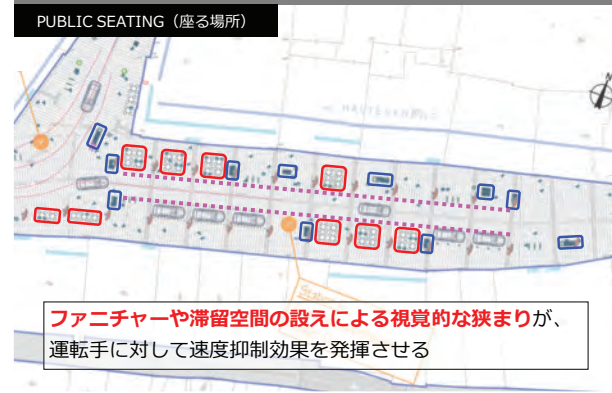 PUBLIC SEATING（座る場所）
N
ファニチャーや滞留空間の設えによる視覚的な狭まりが、
運転手に対して速度抑制効果を発揮させる